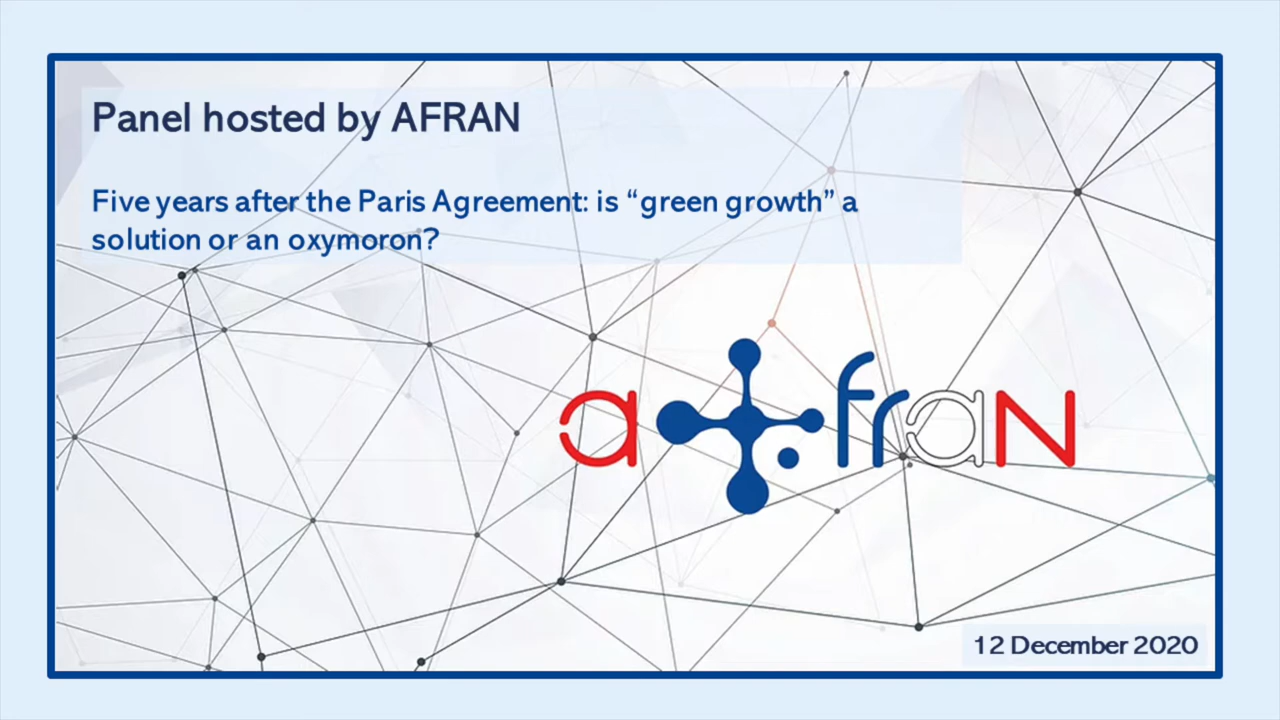 Panel hosted by AFRAN
Five years after the Paris Agreement: is “green growth” a
solution or an oxymoron?
a fraN
12 December 2020